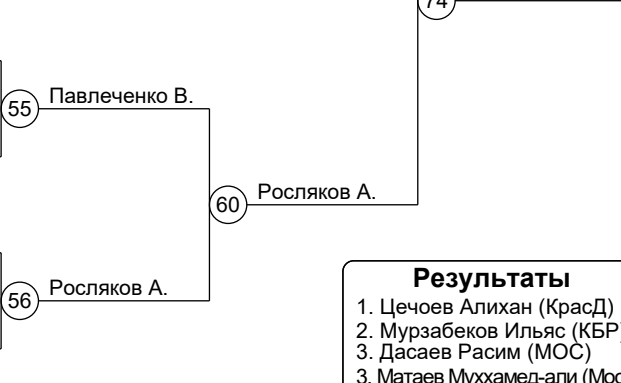 74
Павлеченко В.
55
Росляков А.
60
Росляков А.
56
Результаты
1. Цечоев Алихан (КрасД)
2. Мурзабеков Ильяс (КБР)
3. Дасаев Расим (МОС)
3. Матаев Муххамед-али (Мос